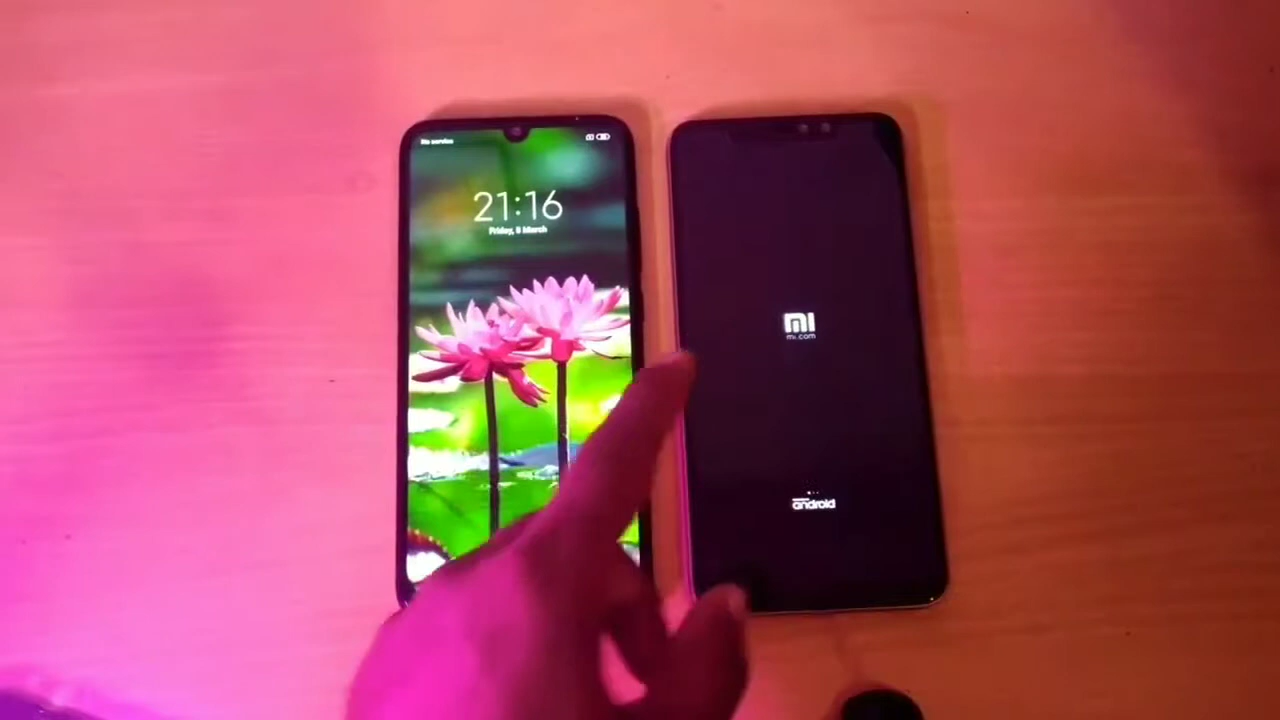 No service
21:16
Friday, 8 March
mi
mi.com
android